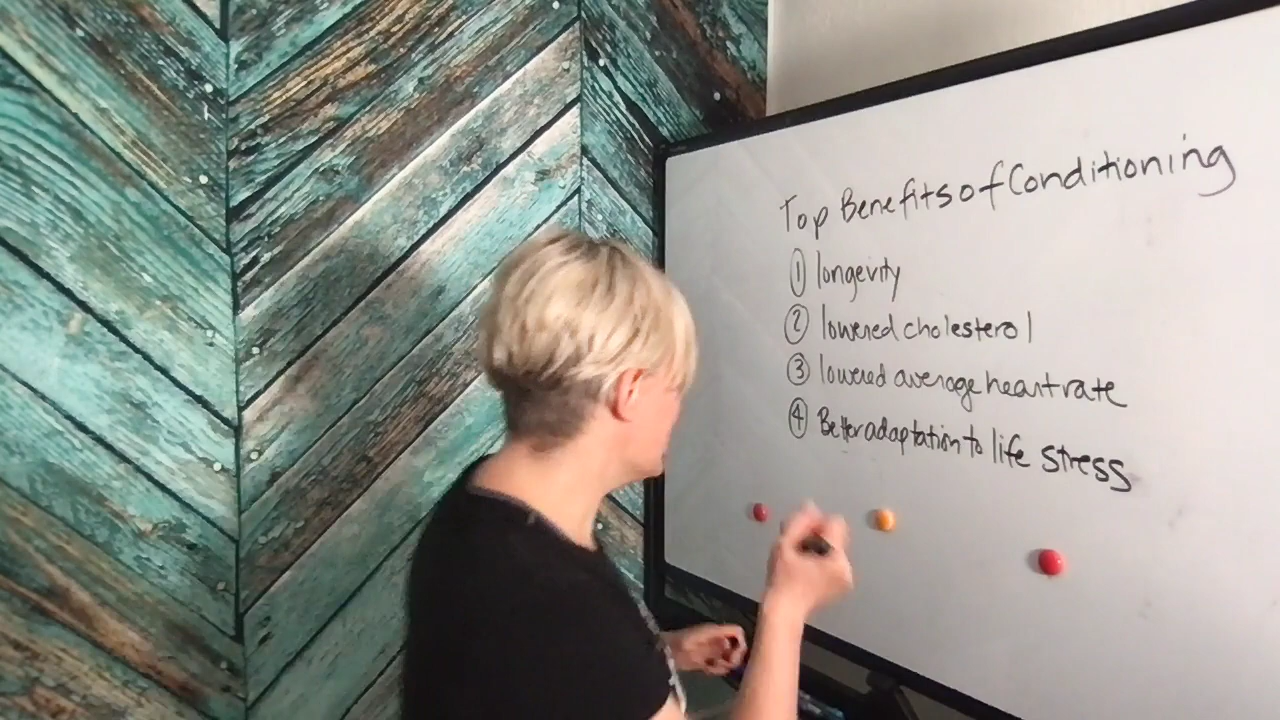 Top Benefits of Conditioning
① longevity
② lowered cholesterol
③ lowered average heart rate
④ Better adaptation to life stress